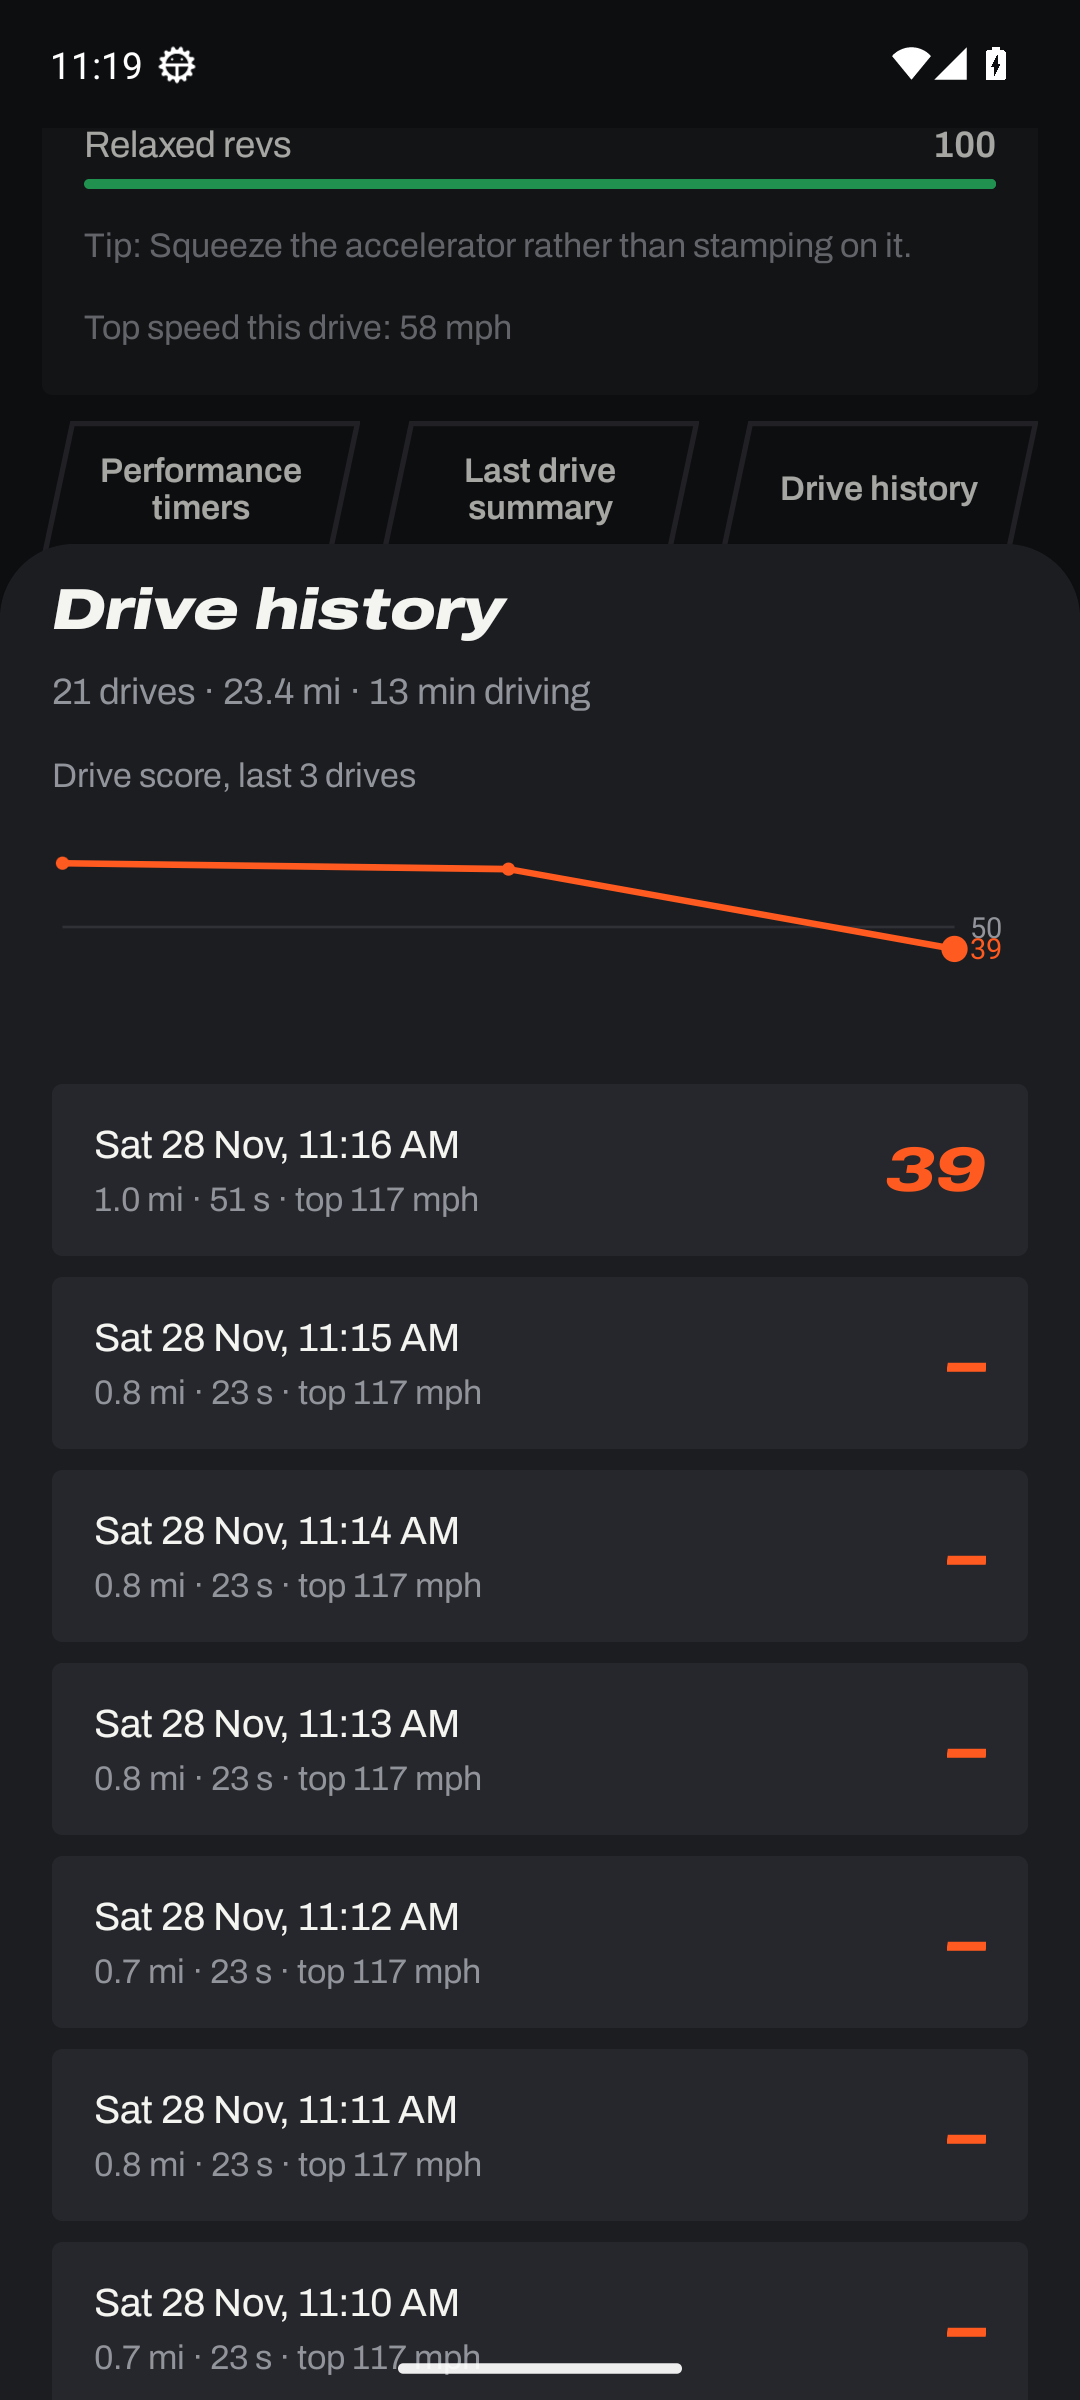 11:19
Relaxed revs 100
Tip: Squeeze the accelerator rather than stamping on it.
Top speed this drive: 58 mph
Performance
timers
Last drive
summary
Drive history
Drive history
21 drives · 23.4 mi · 13 min driving
Drive score, last 3 drives
50
39
Sat 28 Nov, 11:16 AM
1.0 mi · 51 s · top 117 mph
39
Sat 28 Nov, 11:15 AM
0.8 mi · 23 s · top 117 mph
–
Sat 28 Nov, 11:14 AM
0.8 mi · 23 s · top 117 mph
–
Sat 28 Nov, 11:13 AM
0.8 mi · 23 s · top 117 mph
–
Sat 28 Nov, 11:12 AM
0.7 mi · 23 s · top 117 mph
–
Sat 28 Nov, 11:11 AM
0.8 mi · 23 s · top 117 mph
–
Sat 28 Nov, 11:10 AM
0.7 mi · 23 s · top 117 mph
–